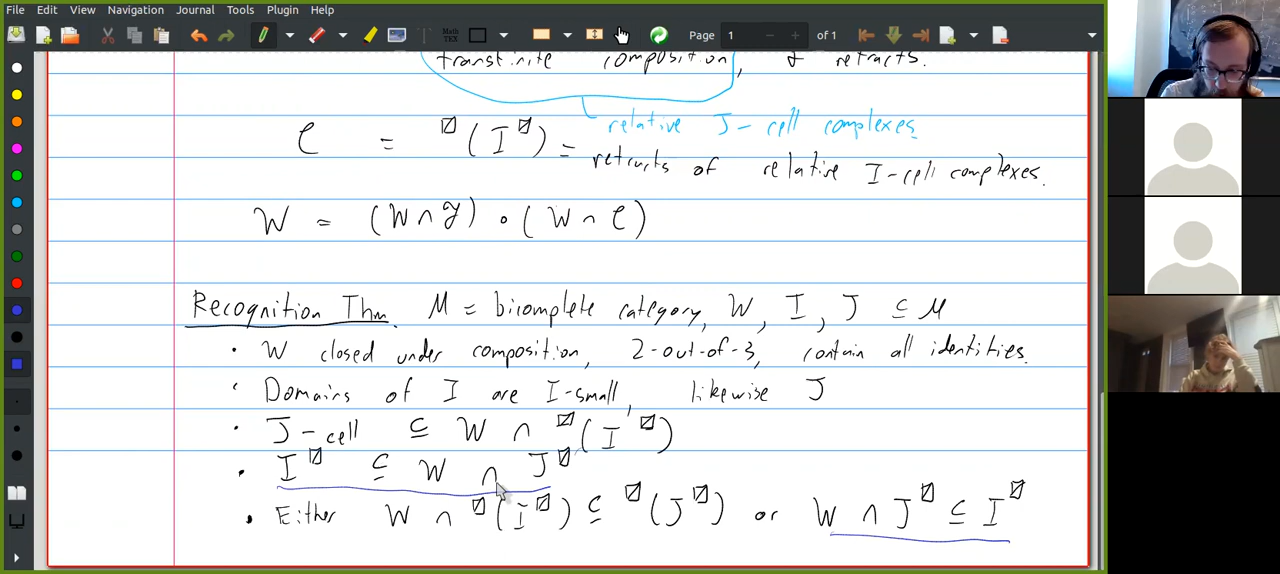 File Edit View Navigation Journal Tools Plugin Help
Math TEX Page 1 of 1
transfinite composition, & retracts.
relative J-cell complexes
C = ⧄(I⧄) = retracts of relative I-cell complexes.
W = (W ∩ F) ∘ (W ∩ C)
Recognition Thm. M = bicomplete category, W, I, J ⊆ M
• W closed under composition, 2-out-of-3, contain all identities.
• Domains of I are I-small, likewise J
• J-cell ⊆ W ∩ ⧄(I⧄)
• I⧄ ⊆ W ∩ J⧄
• Either W ∩ ⧄(I⧄) ⊆ ⧄(J⧄) or W ∩ J⧄ ⊆ I⧄